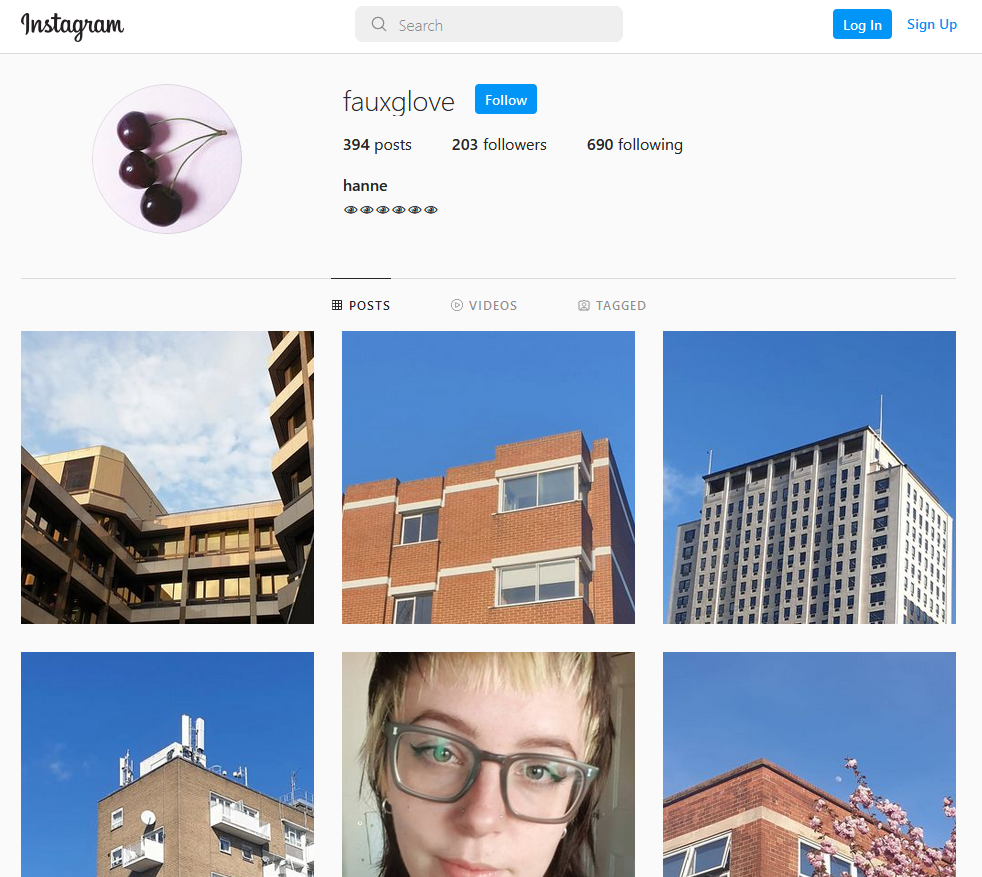 Instagram
Search
Log In
Sign Up
fauxglove
Follow
394 posts
203 followers
690 following
hanne
👁👁👁👁👁👁
POSTS
VIDEOS
TAGGED